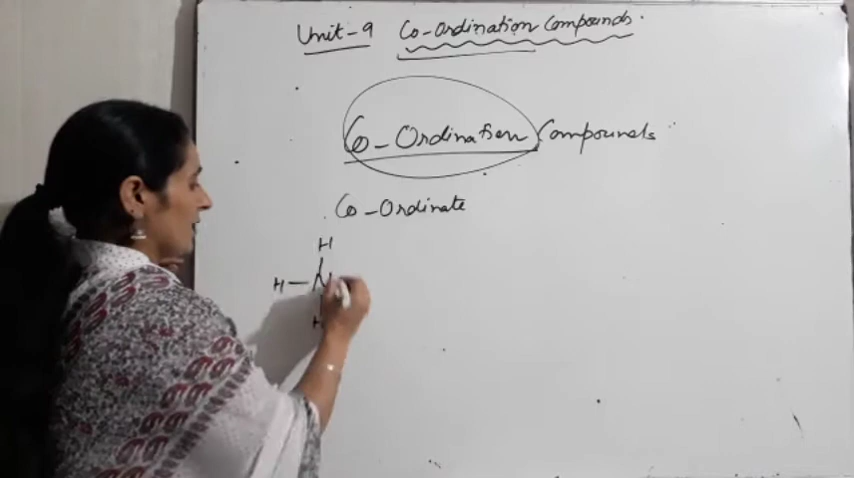 Unit-9 Co-ordination Compounds.
Co-Ordination Compounds
Co-Ordinate
H
H - N
H